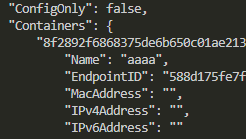 "ConfigOnly": false,
"Containers": {
"8f2892f6868375de6b650c01ae213
"Name": "aaaa",
"EndpointID": "588d175fe7f
"MacAddress": "",
"IPv4Address": "",
"IPv6Address": ""